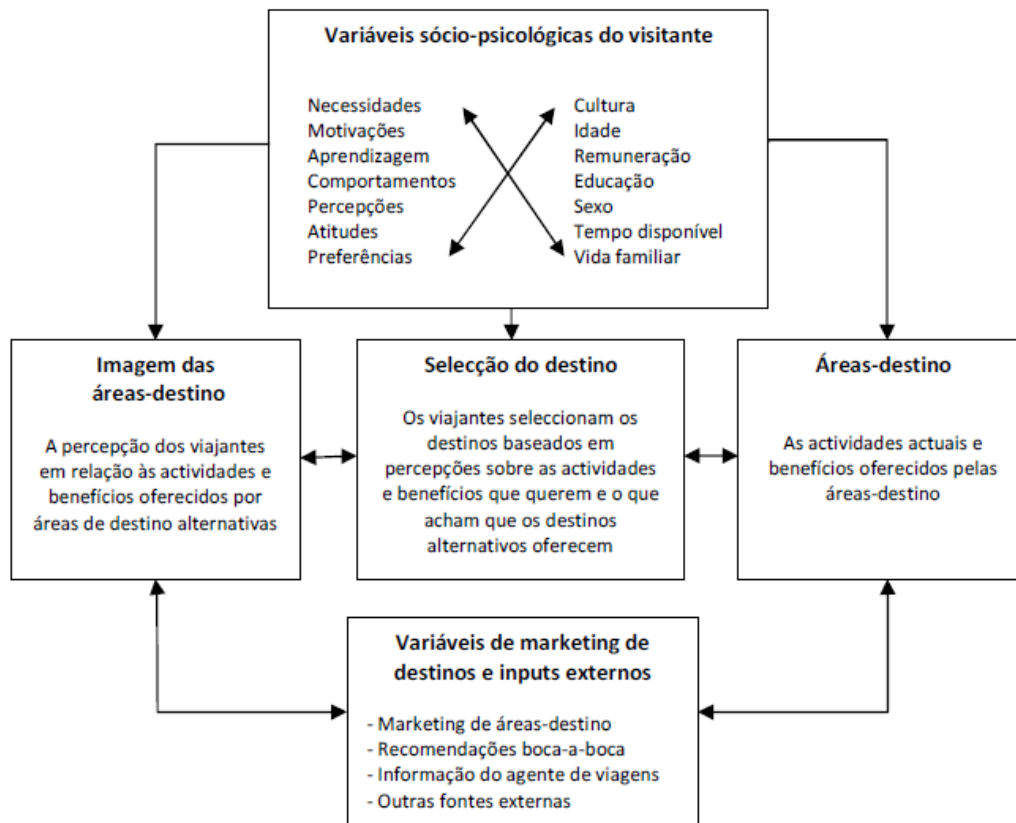 Variáveis sócio-psicológicas do visitante
Necessidades
Motivações
Aprendizagem
Comportamentos
Percepções
Atitudes
Preferências
Cultura
Idade
Remuneração
Educação
Sexo
Tempo disponível
Vida familiar
Imagem das
áreas-destino
A percepção dos viajantes
em relação às actividades e
benefícios oferecidos por
áreas de destino alternativas
Selecção do destino
Os viajantes seleccionam os
destinos baseados em
percepções sobre as actividades
e benefícios que querem e o que
acham que os destinos
alternativos oferecem
Áreas-destino
As actividades actuais e
benefícios oferecidos pelas
áreas-destino
Variáveis de marketing de
destinos e inputs externos
- Marketing de áreas-destino
- Recomendações boca-a-boca
- Informação do agente de viagens
- Outras fontes externas